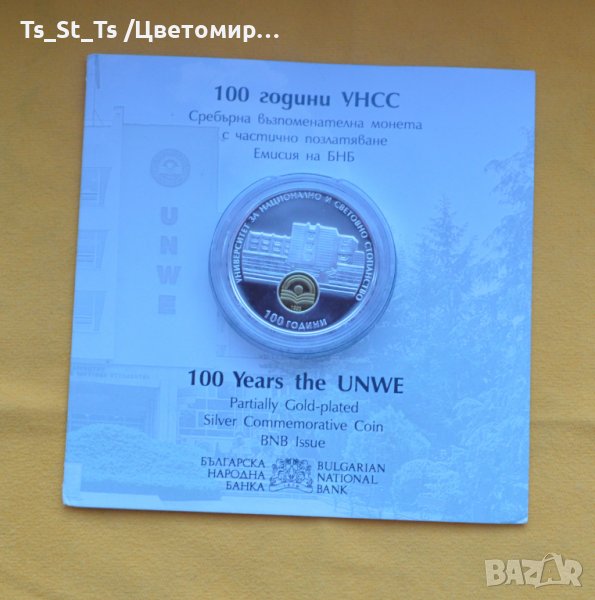 Ts_St_Ts /Цветомир...
100 години УНСС
Сребърна възпоменателна монета
с частично позлатяване
Емисия на БНБ
UNWE
УНИВЕРСИТЕТ ЗА НАЦИОНАЛНО И СВЕТОВНО СТОПАНСТВО
100 ГОДИНИ
100 Years the UNWE
Partially Gold-plated
Silver Commemorative Coin
BNB Issue
БЪЛГАРСКА
НАРОДНА
БАНКА
BULGARIAN
NATIONAL
BANK
BAZAR